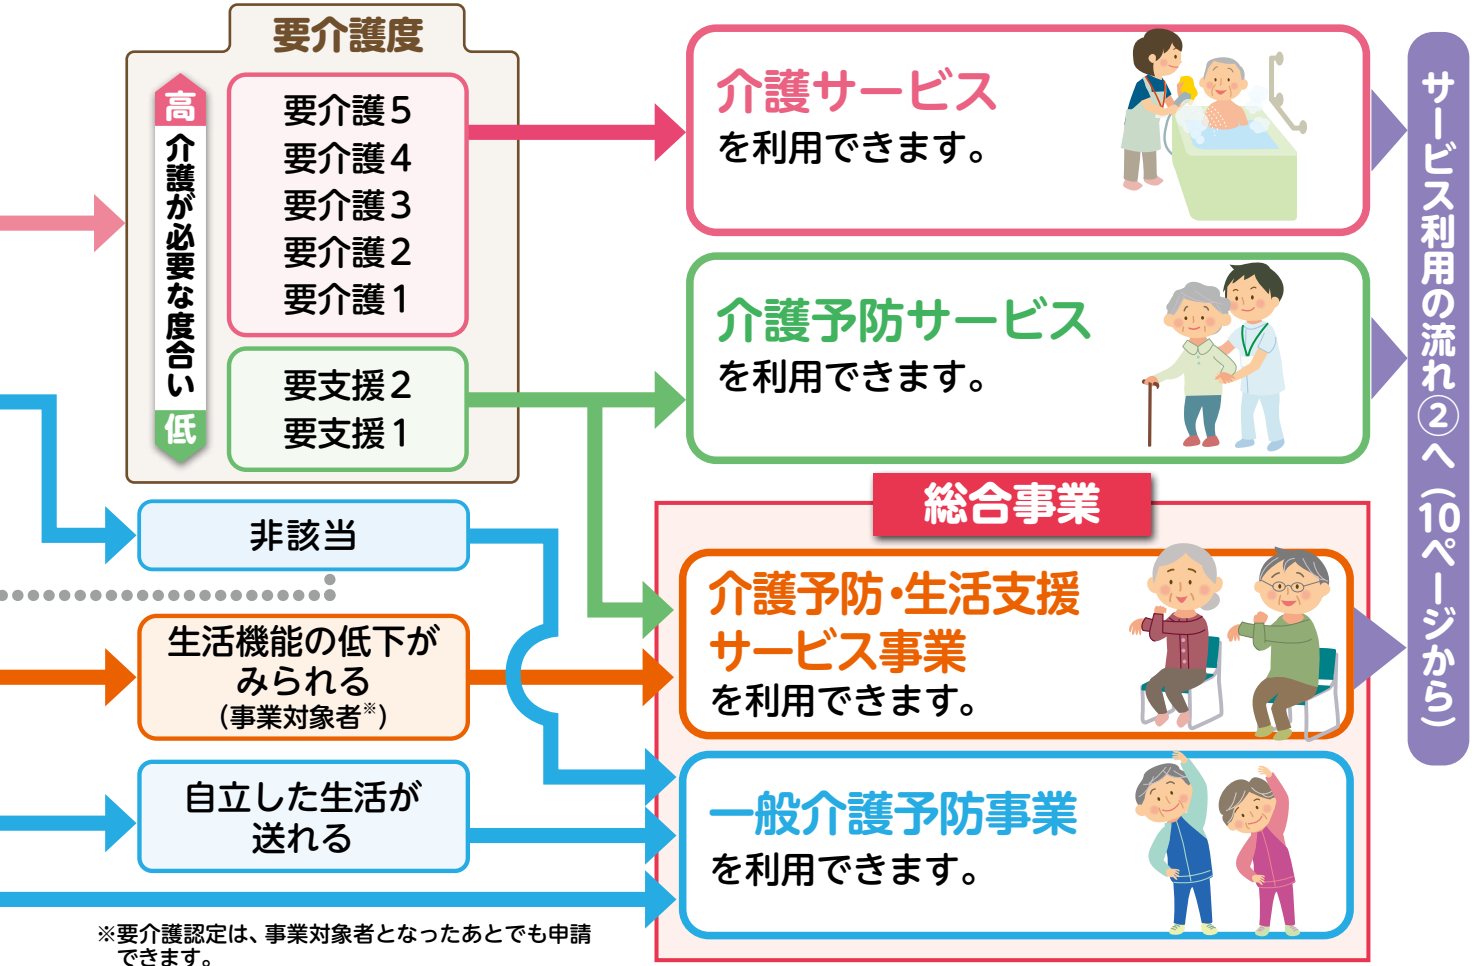 要介護度
高
介護が必要な度合い
低
要介護5
要介護4
要介護3
要介護2
要介護1
要支援2
要支援1
非該当
生活機能の低下が
みられる
（事業対象者※）
自立した生活が
送れる
※要介護認定は、事業対象者となったあとでも申請
できます。
介護サービス
を利用できます。
介護予防サービス
を利用できます。
総合事業
介護予防・生活支援
サービス事業
を利用できます。
一般介護予防事業
を利用できます。
サービス利用の流れ②へ（10ページから）